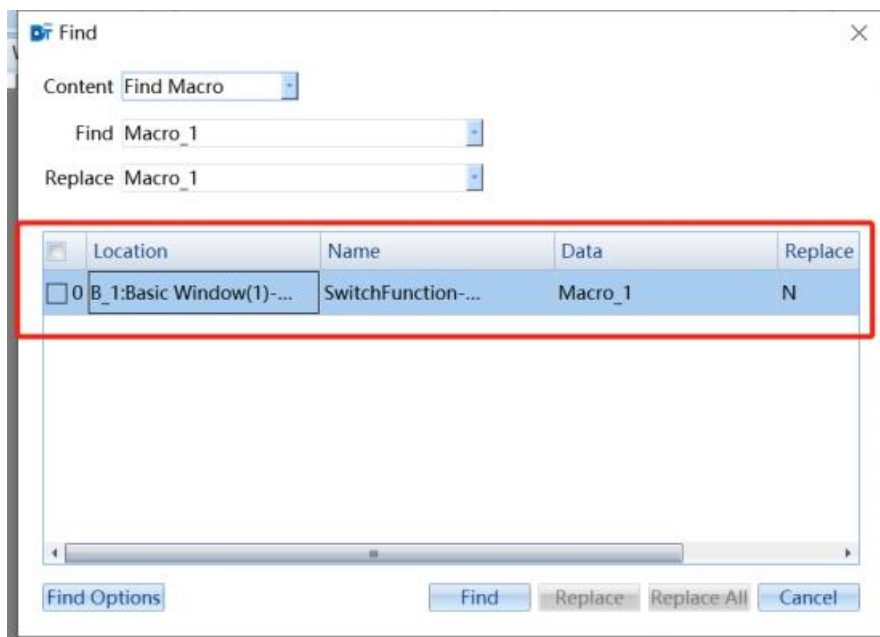 Find
Content Find Macro
Find Macro_1
Replace Macro_1
Location Name Data Replace
0 B_1:Basic Window(1)-... SwitchFunction-... Macro_1 N
Find Options Find Replace Replace All Cancel